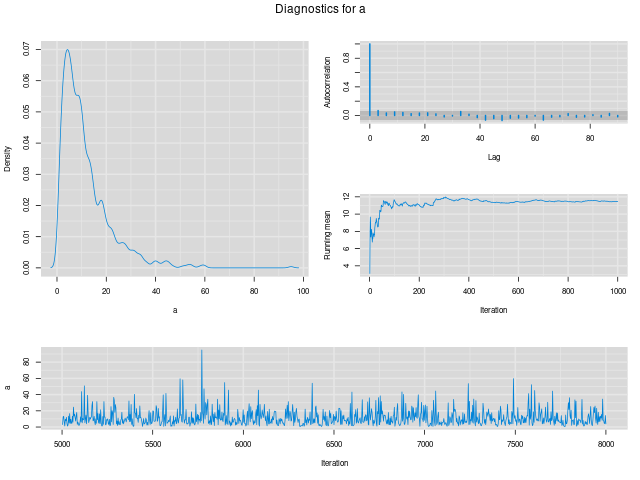 Diagnostics for a
Density
0.00 0.01 0.02 0.03 0.04 0.05 0.06 0.07
0 20 40 60 80 100
a
Autocorrelation
0.0 0.4 0.8
0 20 40 60 80
Lag
Running mean
4 6 8 10 12
0 200 400 600 800 1000
Iteration
a
0 20 40 60 80
5000 5500 6000 6500 7000 7500 8000
Iteration